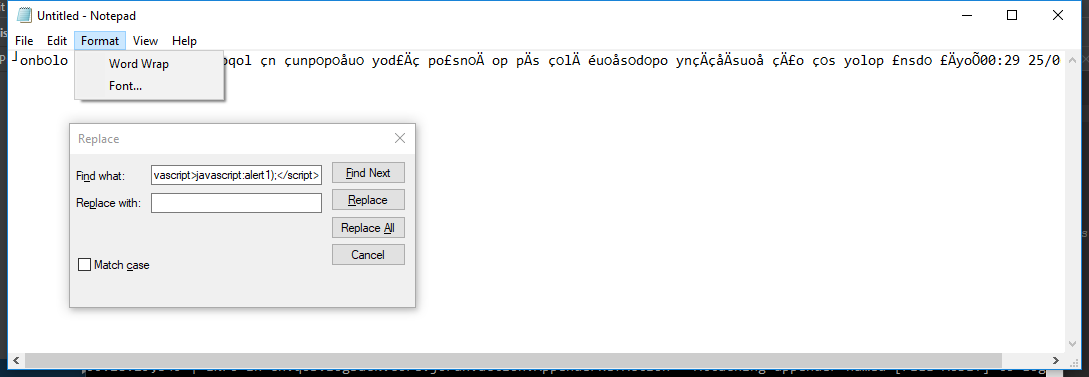 Untitled - Notepad
File Edit Format View Help
┘onbolo pqol çn çunpopoåuo yod£Äç po£snoÄ op pÄs çolÄ éuoåsodopo ynçÄçåÄsuoå çÄ£o ços yolop £nsdo £ÄyoÕ00:29 25/0
Word Wrap
Font...
Replace
Find what: vascript>javascript:alert1);</script> Find Next
Replace with: Replace
Replace All
Cancel
Match case